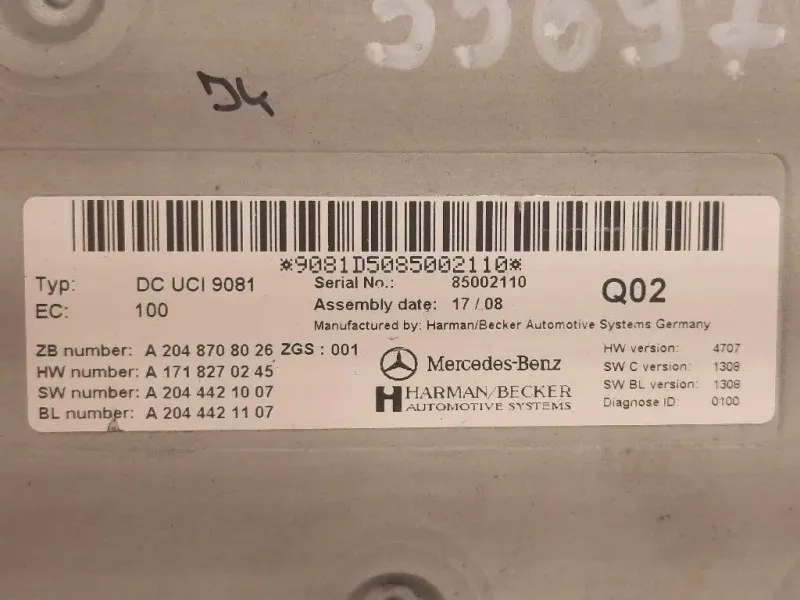 J4
*9081D5085002110*
Typ: DC UCI 9081
EC: 100
Serial No.: 85002110
Assembly date: 17 / 08
Manufactured by: Harman/Becker Automotive Systems Germany
Q02
ZB number: A 204 870 80 26 ZGS : 001
HW number: A 171 827 02 45
SW number: A 204 442 10 07
BL number: A 204 442 11 07
Mercedes-Benz
HARMAN/BECKER
AUTOMOTIVE SYSTEMS
HW version: 4707
SW C version: 1308
SW BL version: 1308
Diagnose ID: 0100